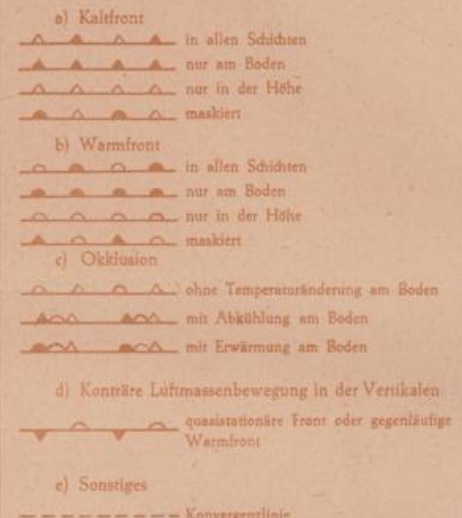 a) Kaltfront
in allen Schichten
nur am Boden
nur in der Höhe
maskiert
b) Warmfront
in allen Schichten
nur am Boden
nur in der Höhe
maskiert
c) Okklusion
ohne Temperaturänderung am Boden
mit Abkühlung am Boden
mit Erwärmung am Boden
d) Konträre Luftmassenbewegung in der Vertikalen
quasistationäre Front oder gegenläufige
Warmfront
e) Sonstiges
Konvergenzlinie